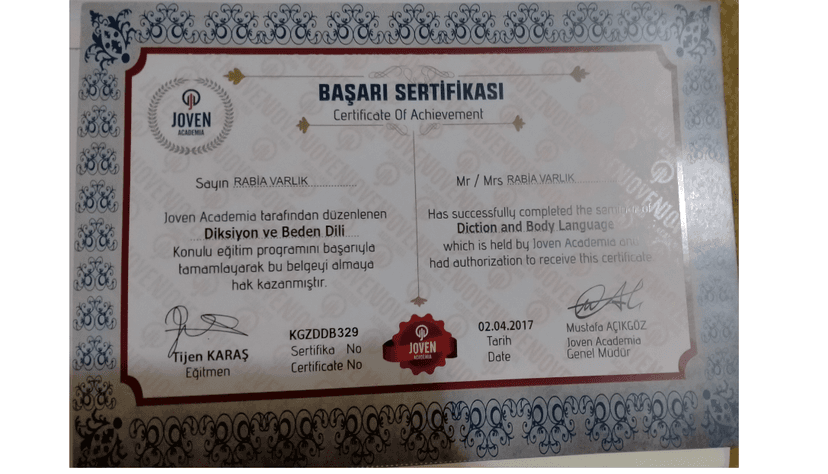 JOVEN
ACADEMIA
BAŞARI SERTİFİKASI
Certificate Of Achievement
Sayın RABİA VARLIK
Joven Academia tarafından düzenlenen
Diksiyon ve Beden Dili
Konulu eğitim programını başarıyla
tamamlayarak bu belgeyi almaya
hak kazanmıştır.
Mr / Mrs RABİA VARLIK
Has successfully completed the
Diction and Body Language
which is held by Joven Academia
had authorization to receive this certificate.
Tijen KARAŞ
Eğitmen
KGZDDB329
Sertifika No
Certificate No
JOVEN
ACADEMIA
02.04.2017
Tarih
Date
Mustafa AÇIKGÖZ
Joven Academia
Genel Müdür